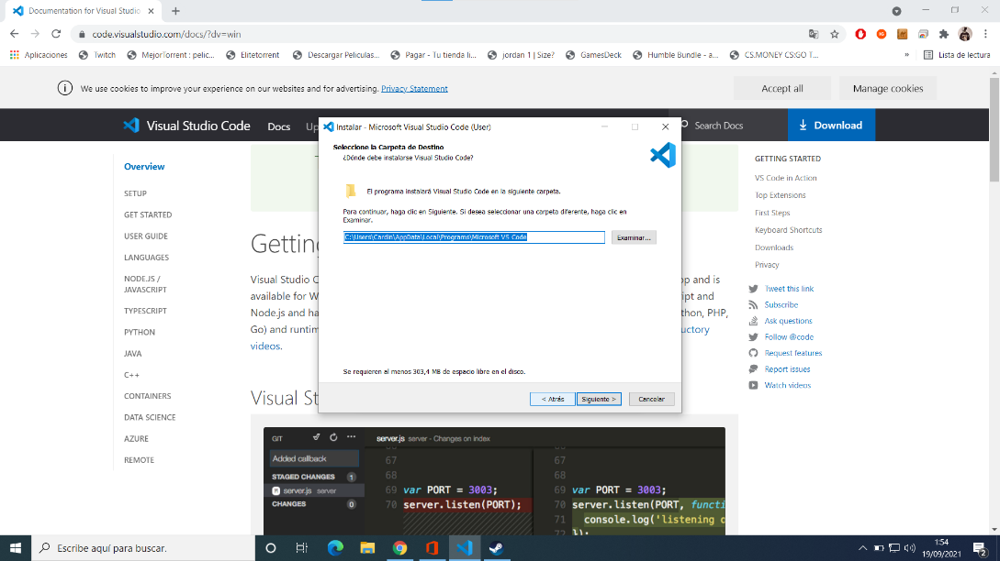 Documentation for Visual Studio
code.visualstudio.com/docs/?dv=win
Aplicaciones
Twitch
MejorTorrent : pelic...
Elitetorrent
Descargar Peliculas...
Pagar - Tu tienda li...
jordan 1 | Size?
GamesDeck
Humble Bundle - a...
CS.MONEY CS:GO T...
»
Lista de lectura
We use cookies to improve your experience on our websites and for advertising. Privacy Statement
Accept all
Manage cookies
Visual Studio Code
Docs
Up
Search Docs
Download
Overview
SETUP
GET STARTED
USER GUIDE
LANGUAGES
NODE.JS /
JAVASCRIPT
TYPESCRIPT
PYTHON
JAVA
C++
CONTAINERS
DATA SCIENCE
AZURE
REMOTE
Instalar - Microsoft Visual Studio Code (User)
Seleccione la Carpeta de Destino
¿Dónde debe instalarse Visual Studio Code?
El programa instalará Visual Studio Code en la siguiente carpeta.
Para continuar, haga clic en Siguiente. Si desea seleccionar una carpeta diferente, haga clic en
Examinar.
C:\Users\Cardin\AppData\Local\Programs\Microsoft VS Code
Examinar...
Se requieren al menos 303,4 MB de espacio libre en el disco.
< Atrás
Siguiente >
Cancelar
Getting
Visual Studio C
op and is
available for W
ript and
Node.js and ha
thon, PHP,
Go) and runtim
uctory
videos.
Visual St
GETTING STARTED
VS Code in Action
Top Extensions
First Steps
Keyboard Shortcuts
Downloads
Privacy
Tweet this link
Subscribe
Ask questions
Follow @code
Request features
Report issues
Watch videos
GIT
server.js server - Changes on index
Added callback
STAGED CHANGES 1
server.js server
CHANGES 0
67
68
69 var PORT = 3003;
70 server.listen(PORT);
67
68
69 var PORT = 3003;
70 server.listen(PORT, functi
71 console.log('listening o
72 });
Escribe aquí para buscar.
1:54
19/09/2021
2